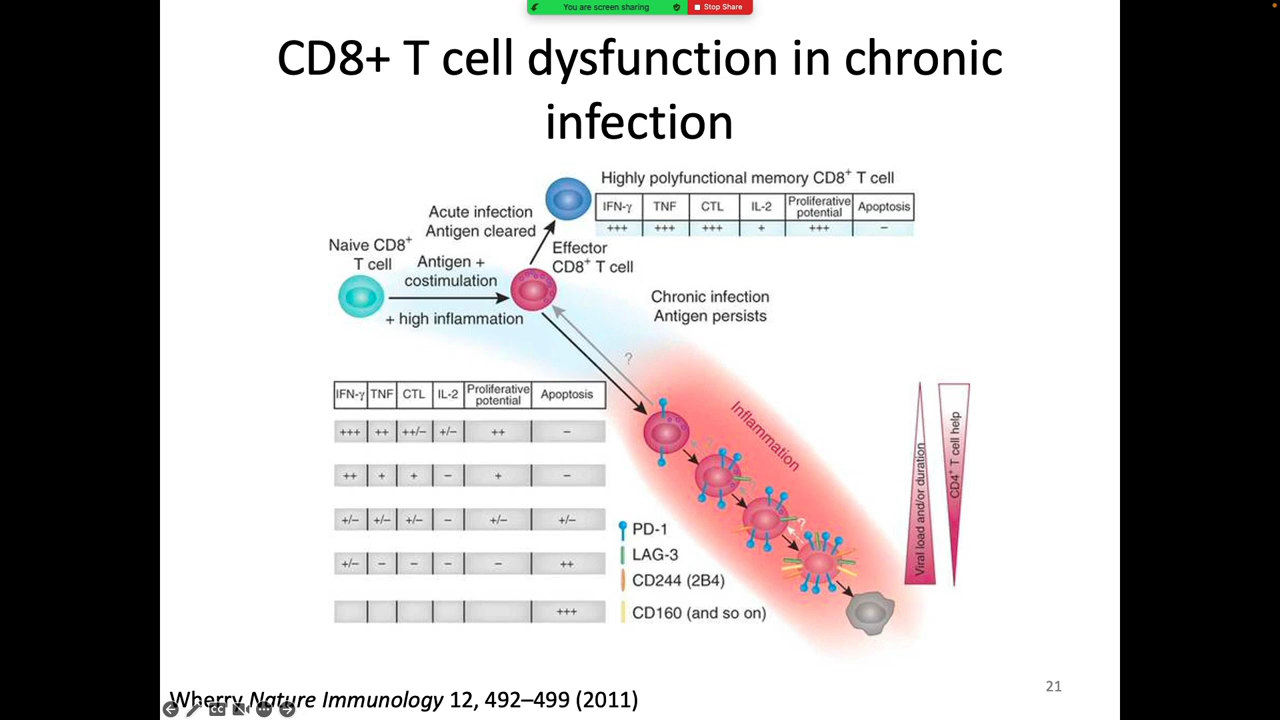 You are screen sharing
Stop Share
CD8+ T cell dysfunction in chronic
infection
Highly polyfunctional memory CD8+ T cell
IFN-γ TNF CTL IL-2 Proliferative potential Apoptosis
+++ +++ +++ + +++ –
Acute infection
Antigen cleared
Naive CD8+
T cell
Antigen +
costimulation
+ high inflammation
Effector
CD8+ T cell
Chronic infection
Antigen persists
?
IFN-γ TNF CTL IL-2 Proliferative potential Apoptosis
+++ ++ ++/– +/– ++ –
++ + + – + –
+/– +/– +/– – +/– +/–
+/– – – – – ++
+++
Inflammation
?
?
PD-1
LAG-3
CD244 (2B4)
CD160 (and so on)
Viral load and/or duration
CD4+ T cell help
21
Wherry Nature Immunology 12, 492–499 (2011)
CC